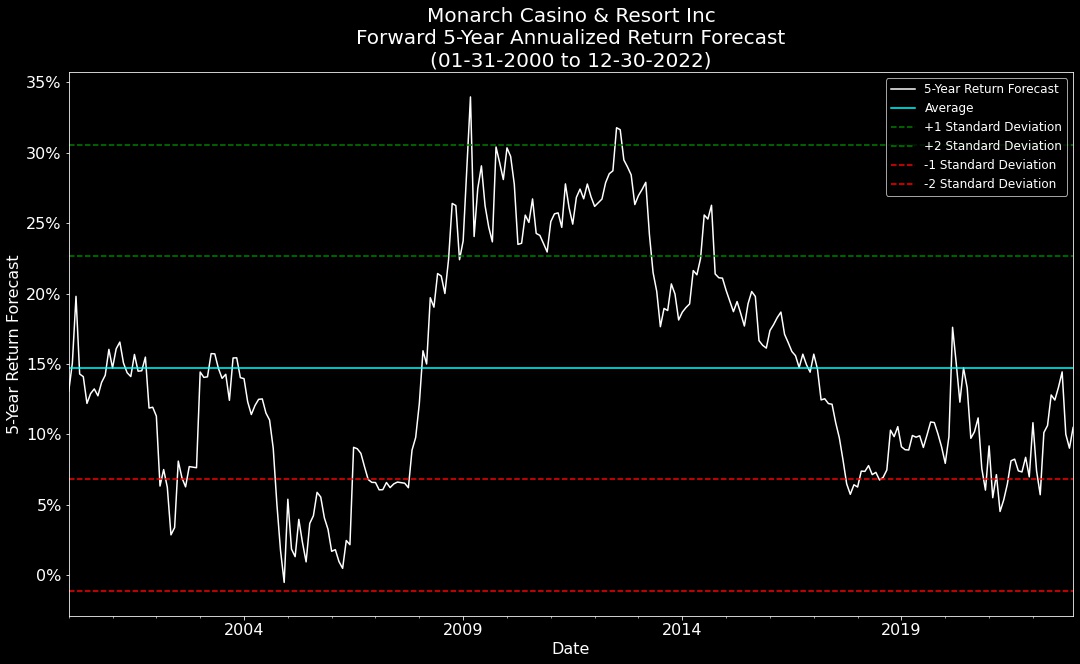 Monarch Casino & Resort Inc
Forward 5-Year Annualized Return Forecast
(01-31-2000 to 12-30-2022)
5-Year Return Forecast
35%
30%
25%
20%
15%
10%
5%
0%
5-Year Return Forecast
Average
+1 Standard Deviation
+2 Standard Deviation
-1 Standard Deviation
-2 Standard Deviation
2004
2009
2014
2019
Date